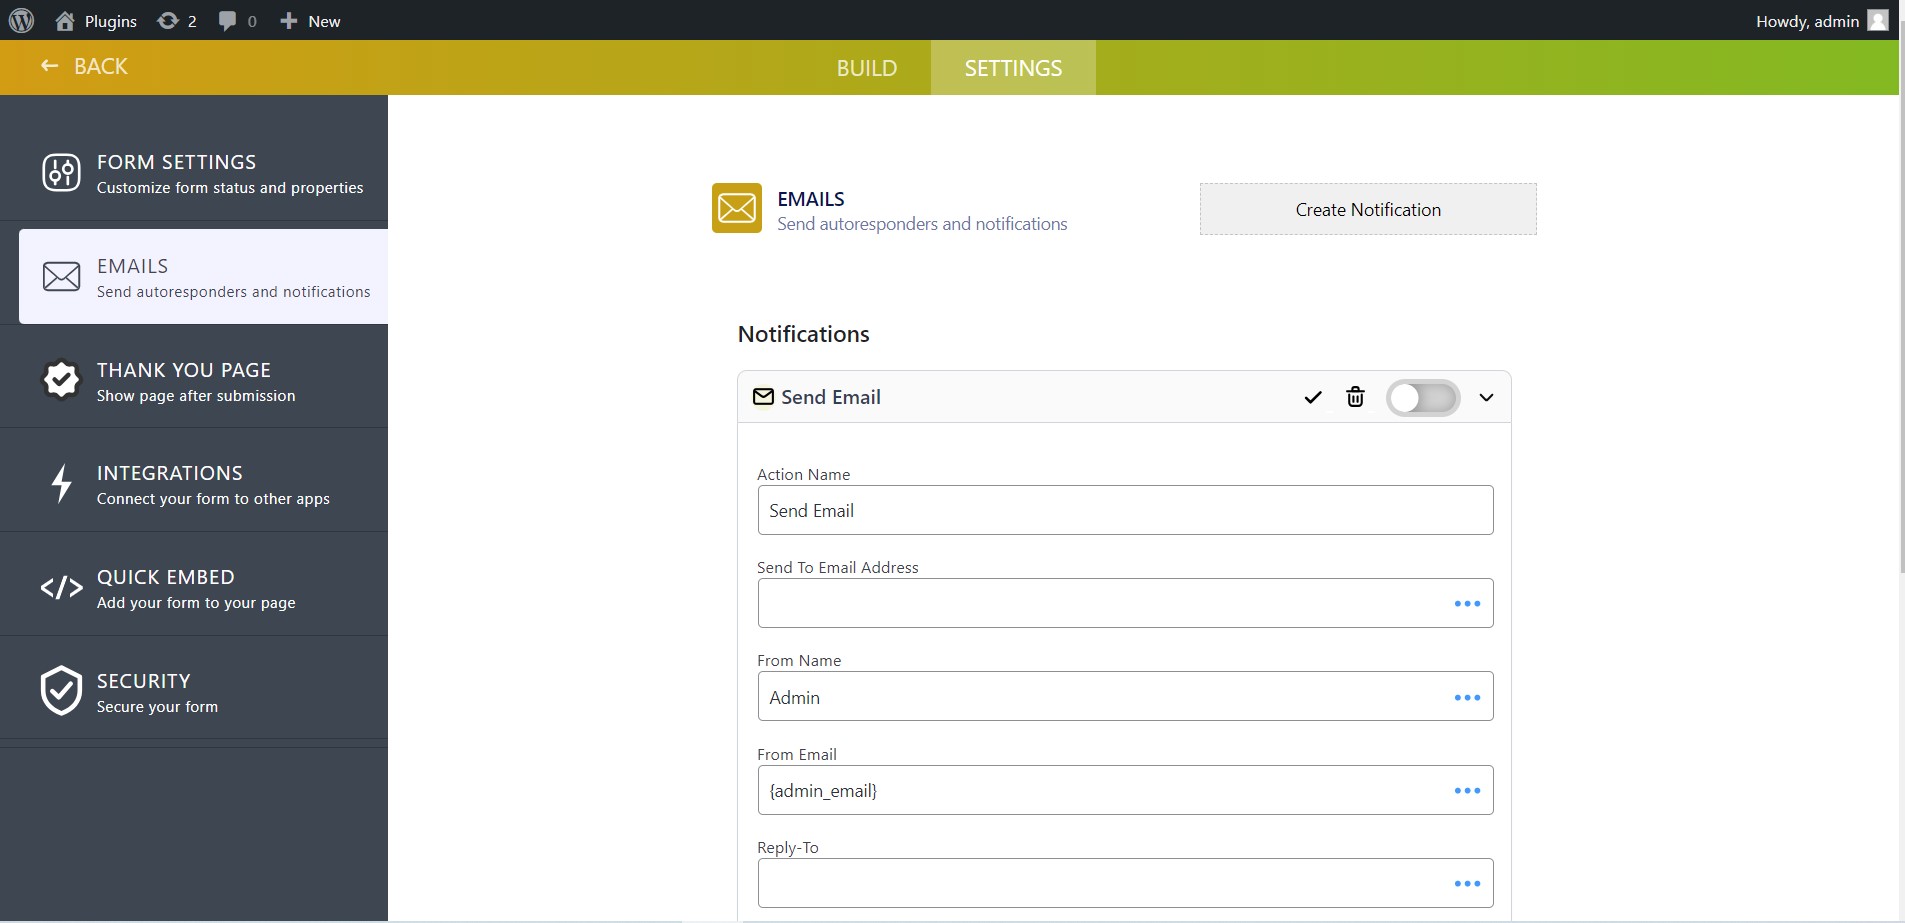 Plugins 2 0 New Howdy, admin
BACK BUILD SETTINGS
FORM SETTINGS
Customize form status and properties
EMAILS
Send autoresponders and notifications
THANK YOU PAGE
Show page after submission
INTEGRATIONS
Connect your form to other apps
</> QUICK EMBED
Add your form to your page
SECURITY
Secure your form
EMAILS
Send autoresponders and notifications
Create Notification
Notifications
Send Email
Action Name
Send Email
Send To Email Address
From Name
Admin
From Email
{admin_email}
Reply-To